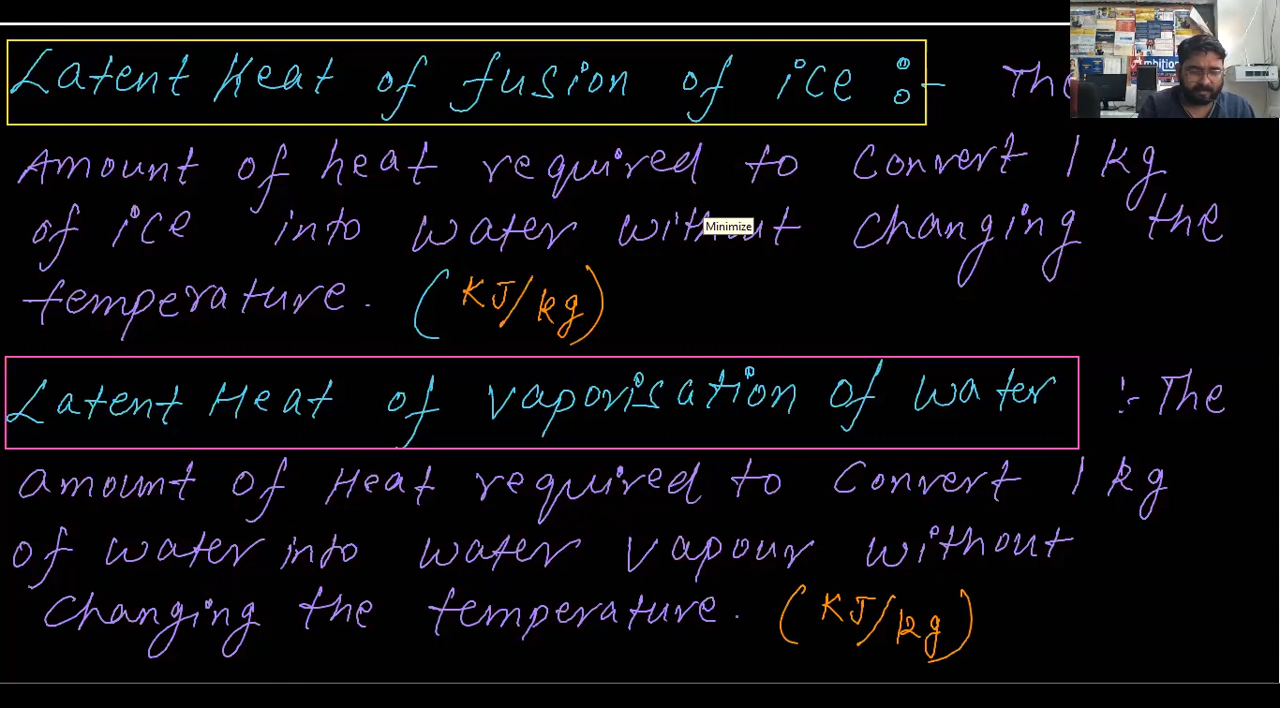 Latent Heat of fusion of ice :- The
Amount of heat required to Convert 1 Kg
of ice into water without changing the
Minimize
temperature. (KJ/kg)
Latent Heat of vaporisation of water :- The
amount of Heat required to Convert 1 kg
of water into water vapour without
changing the temperature. (KJ/kg)